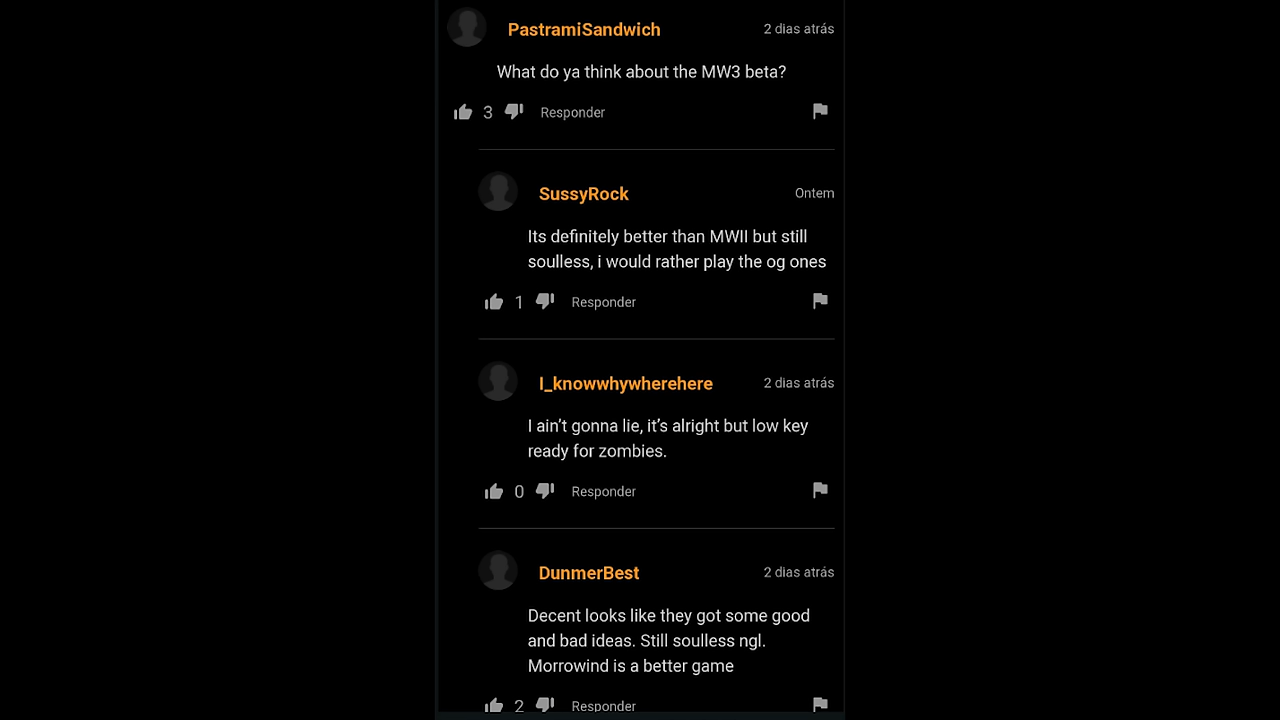 PastramiSandwich 2 dias atrás
What do ya think about the MW3 beta?
3 Responder
SussyRock Ontem
Its definitely better than MWII but still
soulless, i would rather play the og ones
1 Responder
I_knowwhywherehere 2 dias atrás
I ain’t gonna lie, it’s alright but low key
ready for zombies.
0 Responder
DunmerBest 2 dias atrás
Decent looks like they got some good
and bad ideas. Still soulless ngl.
Morrowind is a better game
2 Responder